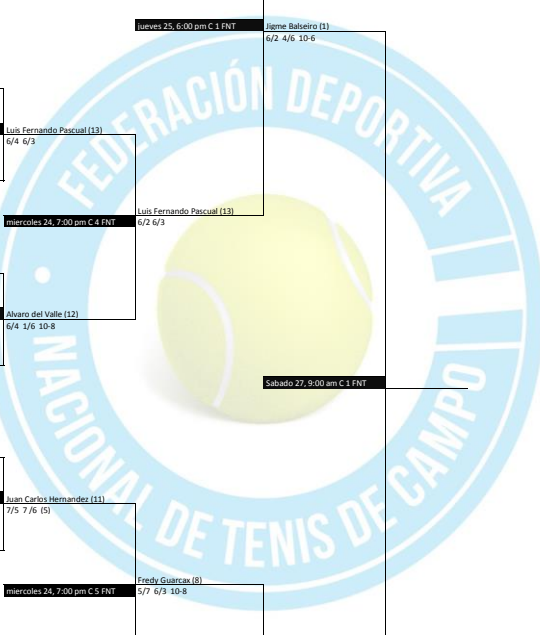 jueves 25, 6:00 pm C 1 FNT
Jigme Balseiro (1)
6/2 4/6 10-6
Luis Fernando Pascual (13)
6/4 6/3
miercoles 24, 7:00 pm C 4 FNT
Luis Fernando Pascual (13)
6/2 6/3
Alvaro del Valle (12)
6/4 1/6 10-8
Sabado 27, 9:00 am C 1 FNT
Juan Carlos Hernandez (11)
7/5 7 /6 (5)
miercoles 24, 7:00 pm C 5 FNT
Fredy Guarcax (8)
5/7 6/3 10-8
FEDERACIÓN DEPORTIVA
NACIONAL DE TENIS DE CAMPO